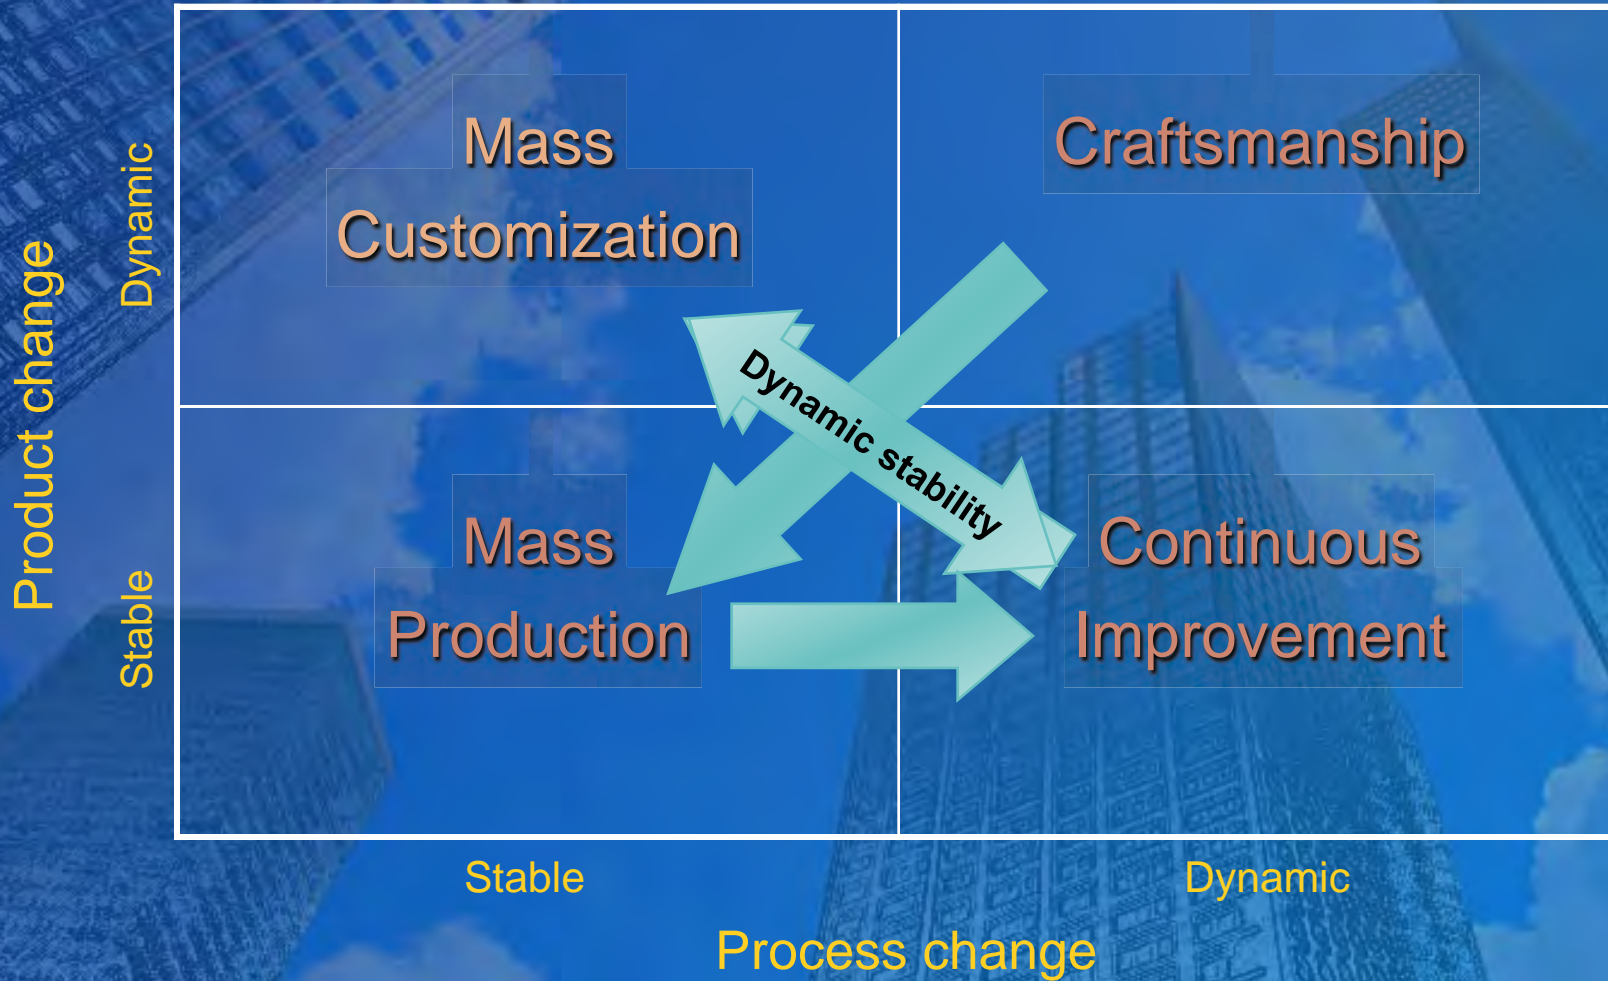 Mass
Customization
Craftsmanship
Dynamic
Product change
Dynamic stability
Mass
Production
Continuous
Improvement
Stable
Stable
Dynamic
Process change